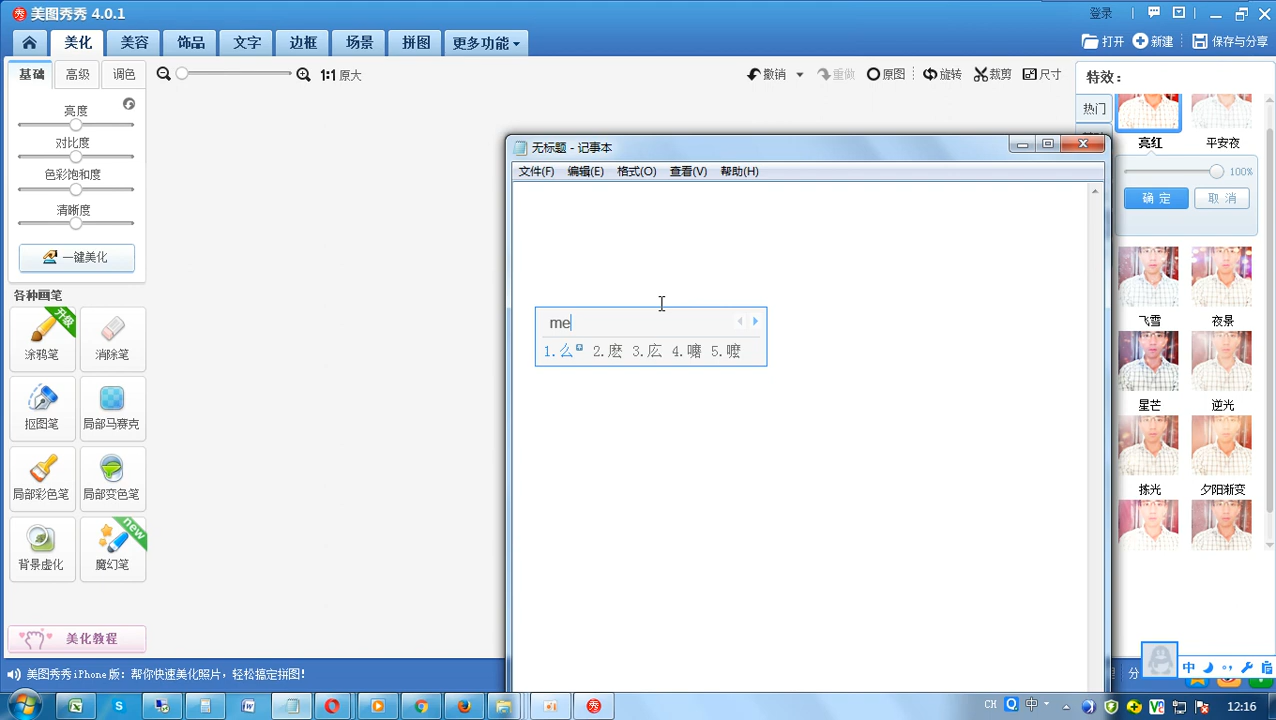 美图秀秀 4.0.1
登录
美化 美容 饰品 文字 边框 场景 拼图 更多功能
打开 新建 保存与分享
基础 高级 调色
1:1 原大
撤销 重做 原图 旋转 裁剪 尺寸
特效:
亮度
对比度
色彩饱和度
清晰度
一键美化
各种画笔
升级
涂鸦笔 消除笔
抠图笔 局部马赛克
局部彩色笔 局部变色笔
new
背景虚化 魔幻笔
美化教程
美图秀秀iPhone版: 帮你快速美化照片, 轻松搞定拼图!
无标题 - 记事本
文件(F) 编辑(E) 格式(O) 查看(V) 帮助(H)
me
1.么 2.麽 3.庅 4.嚰 5.嚒
热门
亮红 平安夜
100%
确定 取消
飞雪 夜景
星芒 逆光
拣光 夕阳渐变
分
中
CH 中 12:16